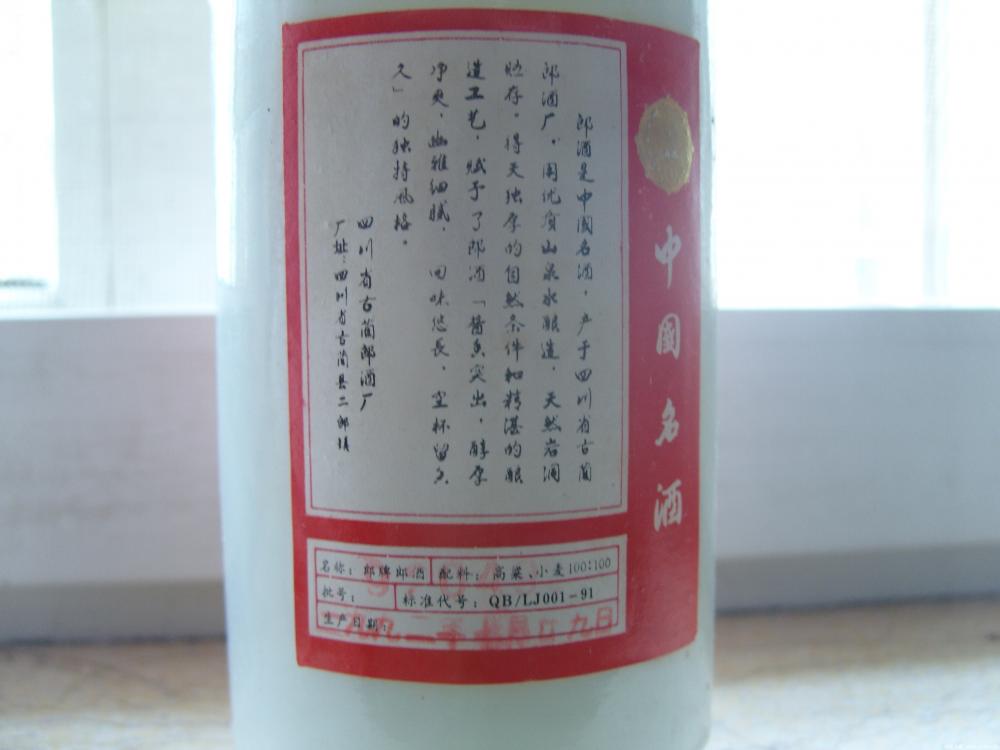 中國名酒
郎酒是中國名酒，产于四川省古蔺
郎酒厂，用优质山泉水酿造，天然岩洞
贮存。得天独厚的自然条件和精湛的酿
造工艺，赋予了郎酒「酱香突出，醇厚
净爽，幽雅细腻，回味悠長，空杯留香
久」的独特风格。
四川省古蔺郎酒厂
厂址：四川省古蔺县二郎镇
名称：郎牌郎酒 配料：高粱、小麦100:100
批号： 标准代号：QB/LJ001-91
生产日期：